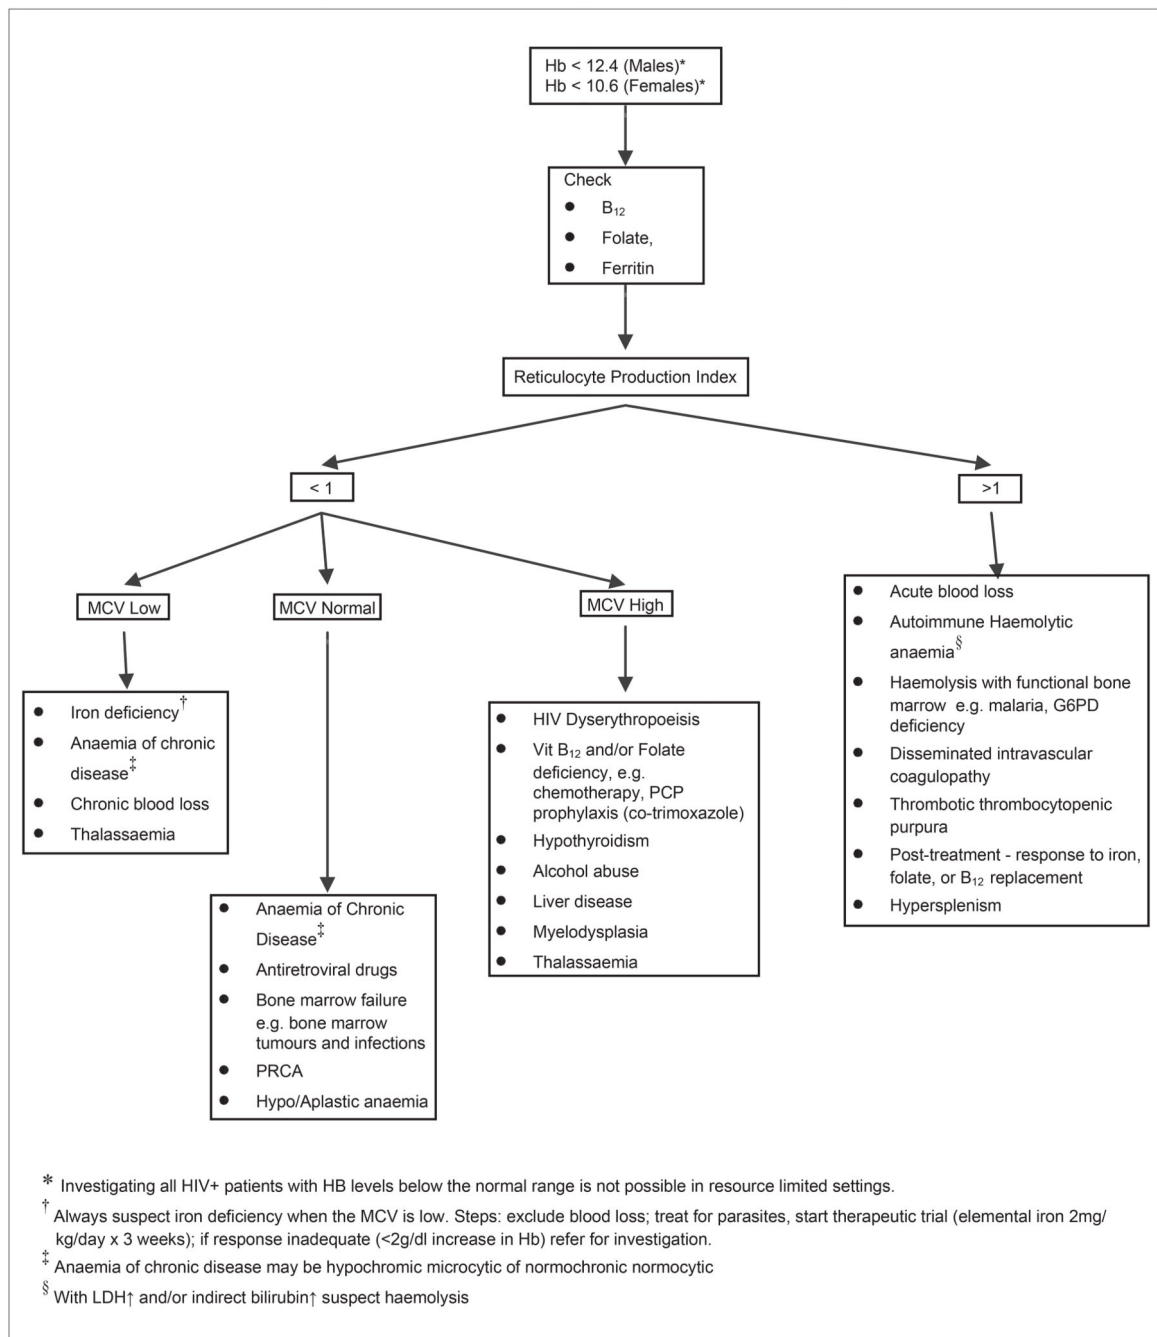 Hb < 12.4 (Males)*
Hb < 10.6 (Females)*
Check
● B₁₂
● Folate,
● Ferritin
Reticulocyte Production Index
< 1
>1
MCV Low
MCV Normal
MCV High
● Iron deficiency†
● Anaemia of chronic
disease‡
● Chronic blood loss
● Thalassaemia
● Anaemia of Chronic
Disease‡
● Antiretroviral drugs
● Bone marrow failure
e.g. bone marrow
tumours and infections
● PRCA
● Hypo/Aplastic anaemia
● HIV Dyserythropoeisis
● Vit B₁₂ and/or Folate
deficiency, e.g.
chemotherapy, PCP
prophylaxis (co-trimoxazole)
● Hypothyroidism
● Alcohol abuse
● Liver disease
● Myelodysplasia
● Thalassaemia
● Acute blood loss
● Autoimmune Haemolytic
anaemia§
● Haemolysis with functional bone
marrow e.g. malaria, G6PD
deficiency
● Disseminated intravascular
coagulopathy
● Thrombotic thrombocytopenic
purpura
● Post-treatment - response to iron,
folate, or B₁₂ replacement
● Hypersplenism
* Investigating all HIV+ patients with HB levels below the normal range is not possible in resource limited settings.
† Always suspect iron deficiency when the MCV is low. Steps: exclude blood loss; treat for parasites, start therapeutic trial (elemental iron 2mg/
kg/day x 3 weeks); if response inadequate (<2g/dl increase in Hb) refer for investigation.
‡ Anaemia of chronic disease may be hypochromic microcytic of normochronic normocytic
§ With LDH↑ and/or indirect bilirubin↑ suspect haemolysis